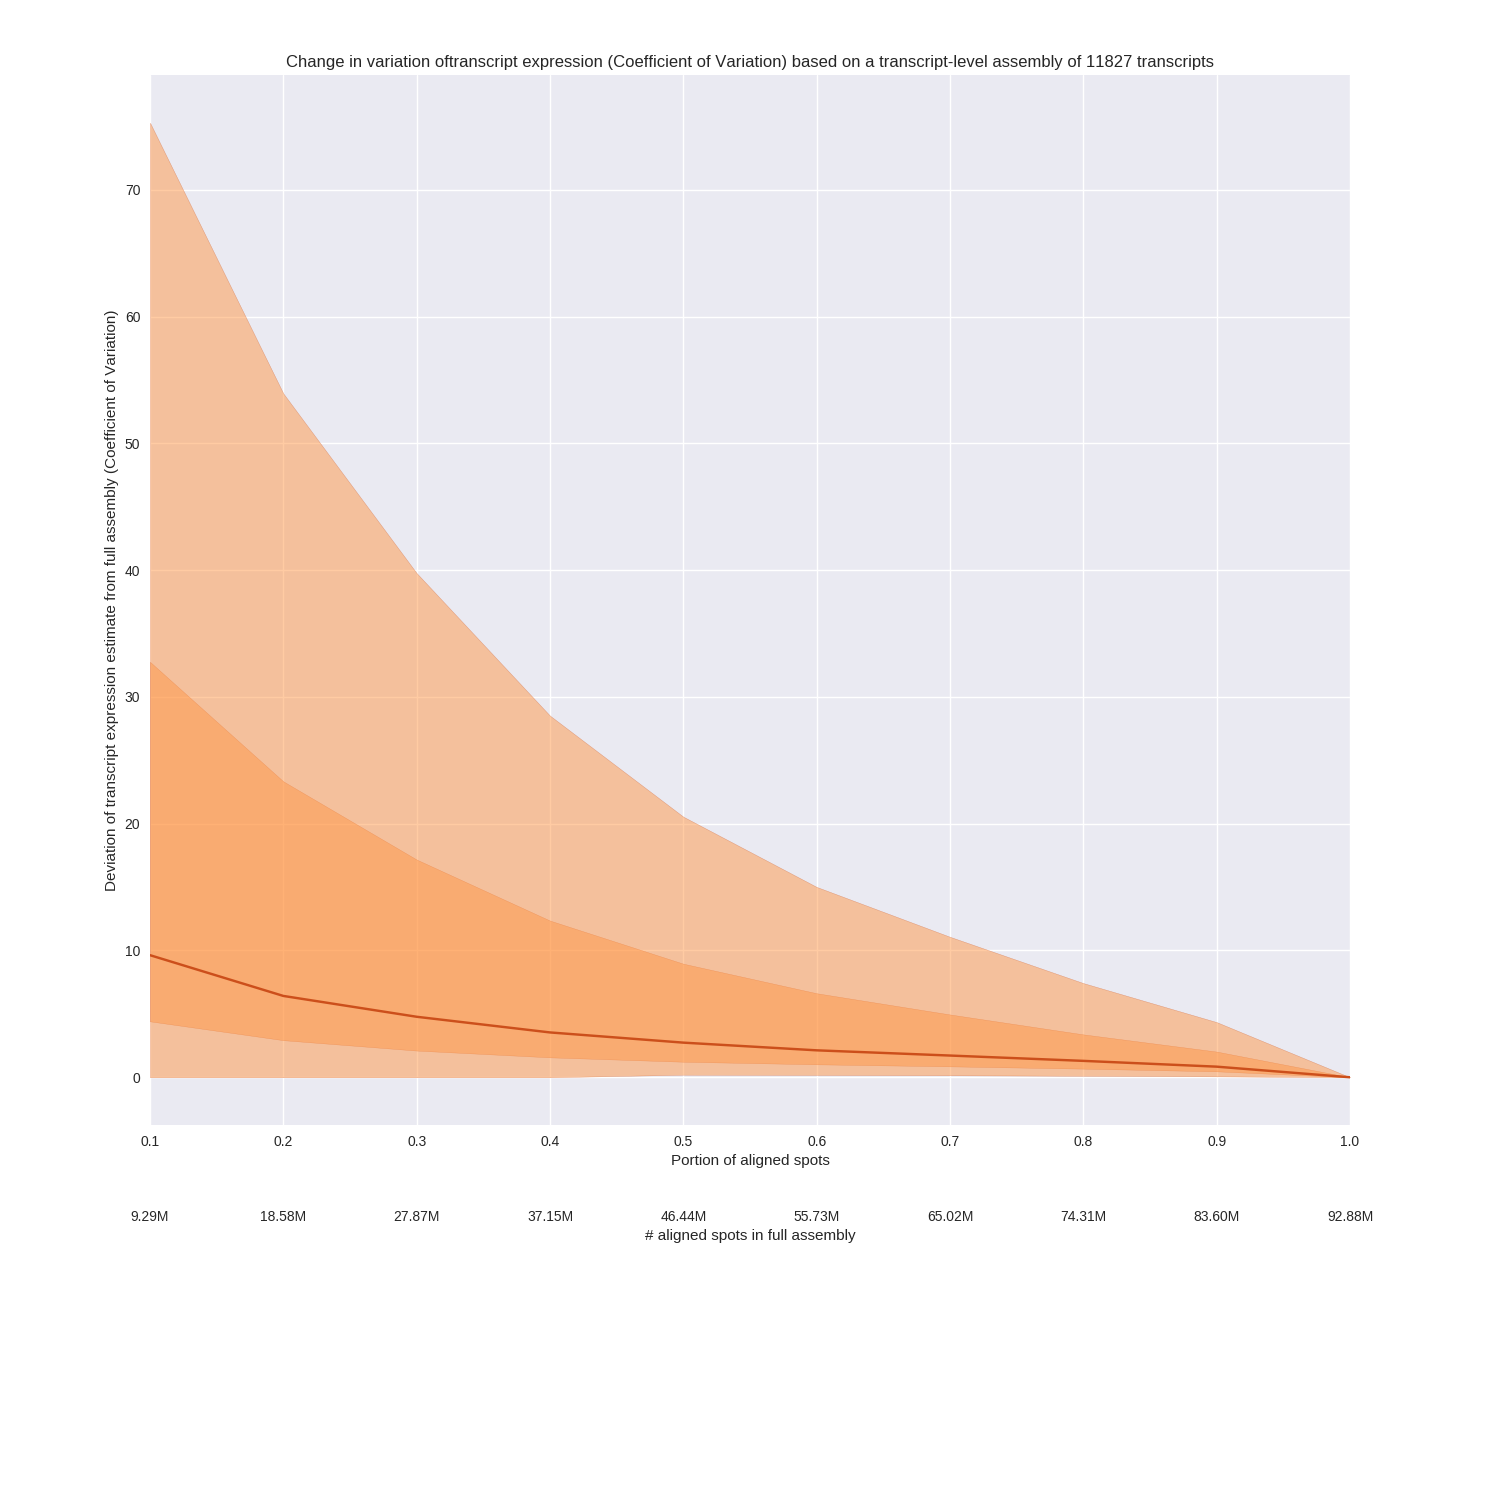 Change in variation oftranscript expression (Coefficient of Variation) based on a transcript-level assembly of 11827 transcripts
Deviation of transcript expression estimate from full assembly (Coefficient of Variation)
70
60
50
40
30
20
10
0
0.1 0.2 0.3 0.4 0.5 0.6 0.7 0.8 0.9 1.0
Portion of aligned spots
9.29M 18.58M 27.87M 37.15M 46.44M 55.73M 65.02M 74.31M 83.60M 92.88M
# aligned spots in full assembly